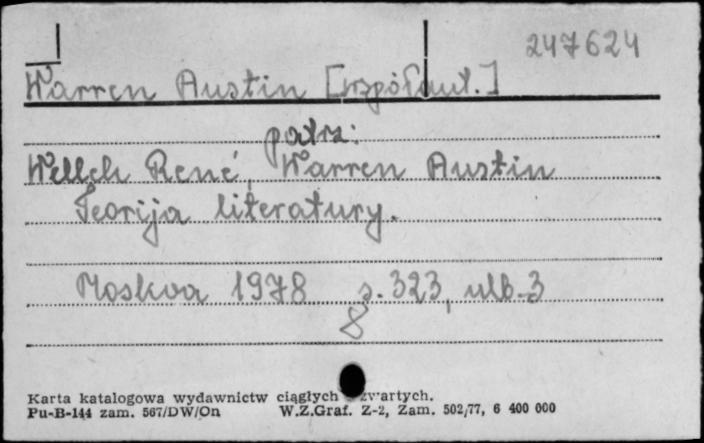 247624
Warren Austin [współaut.]
patrz:
Wellek René, Warren Austin
Teorija literatury.
Moskva 1978 s. 323, ulb. 3
8
Karta katalogowa wydawnictw ciągłych zwartych.
Pu-B-144 zam. 567/DW/On W.Z.Graf. Z-2, Zam. 502/77, 6 400 000